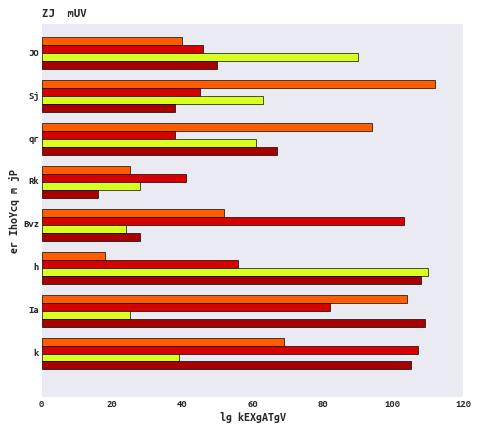 ZJ  mUV
JO
Sj
qr
Rk
Bvz
h
Ia
k
er IhoYcq m jP
0 20 40 60 80 100 120
lg kEXgATgV